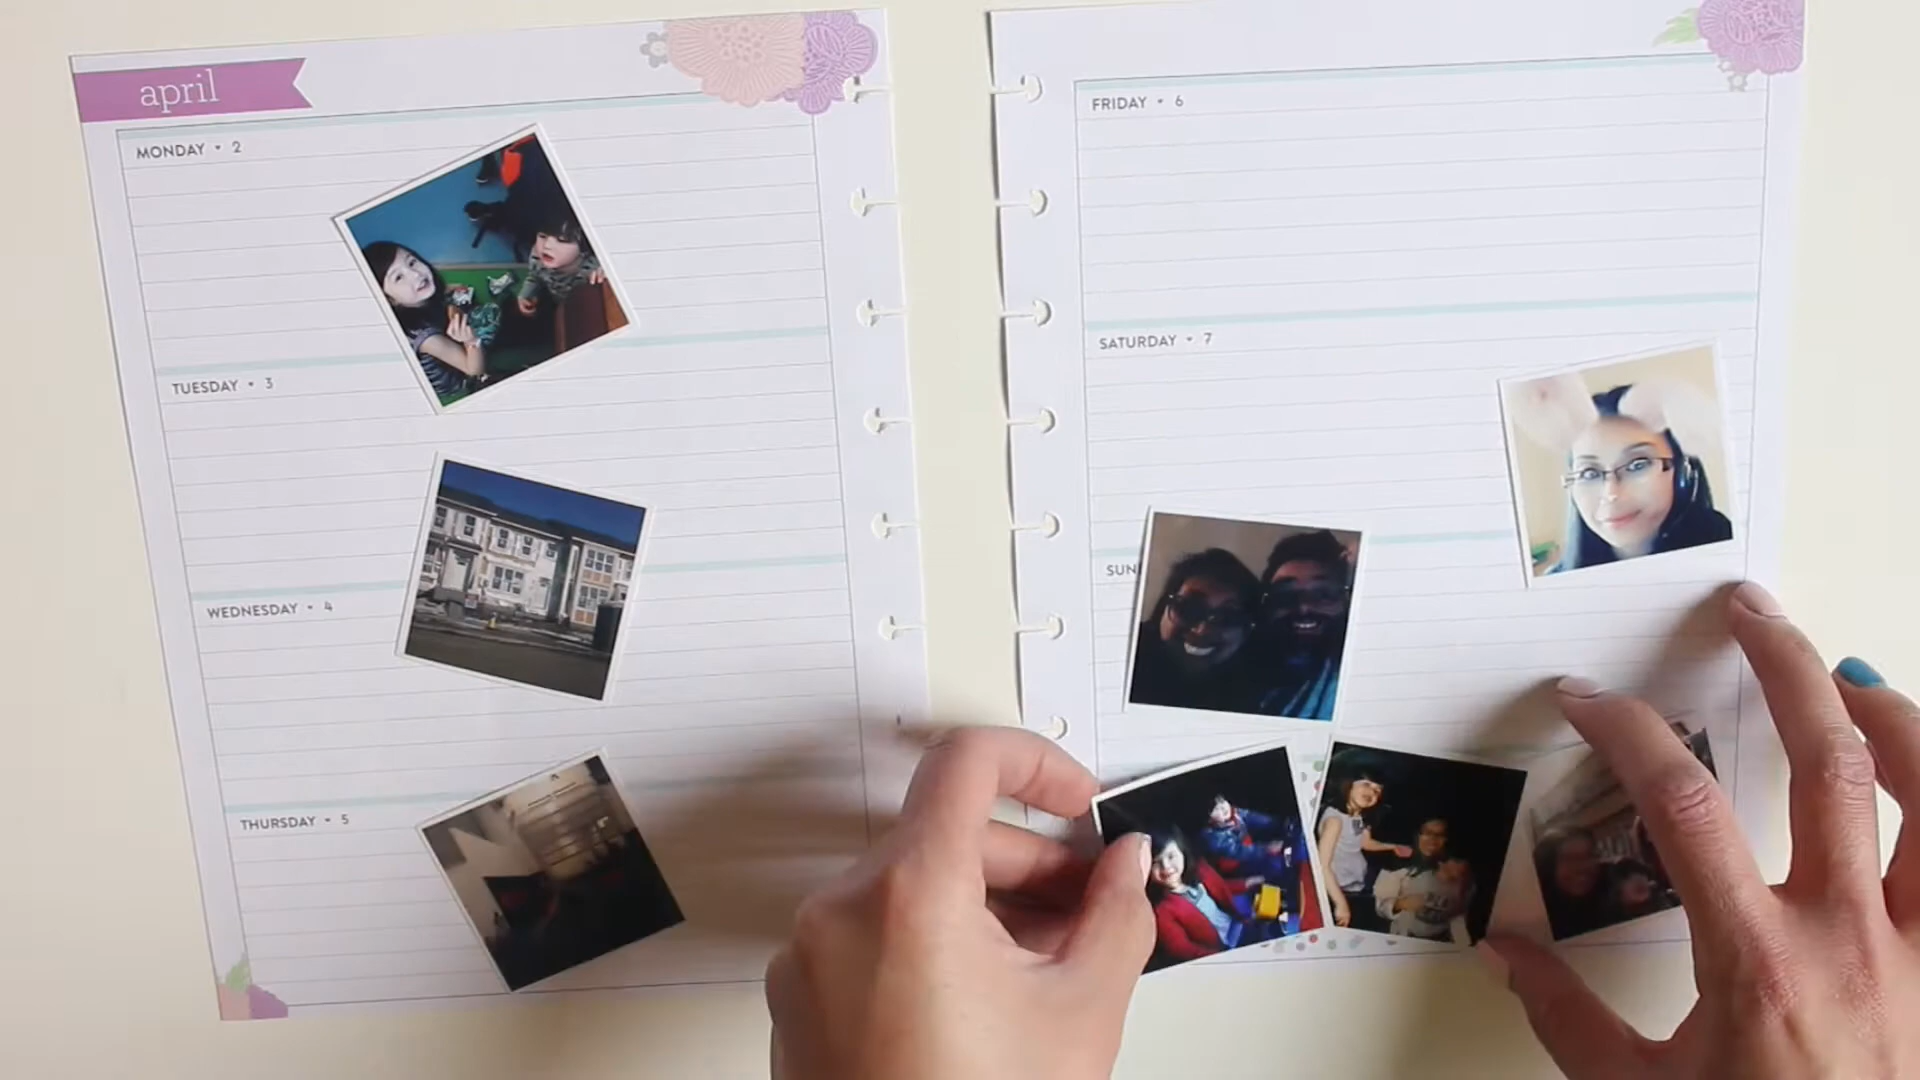 april
MONDAY • 2
TUESDAY • 3
WEDNESDAY • 4
THURSDAY • 5
FRIDAY • 6
SATURDAY • 7
SUN